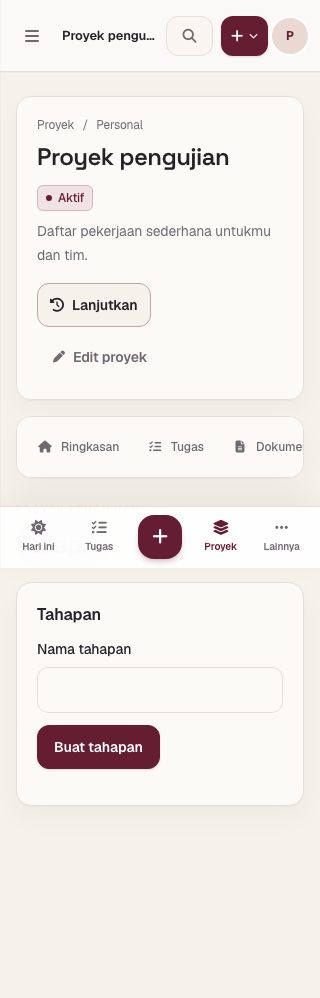 Proyek pengu...
P
Proyek / Personal
Proyek pengujian
Aktif
Daftar pekerjaan sederhana untukmu
dan tim.
Lanjutkan
Edit proyek
Ringkasan Tugas Dokume
Hari ini Tugas Proyek Lainnya
Tahapan
Nama tahapan
Buat tahapan